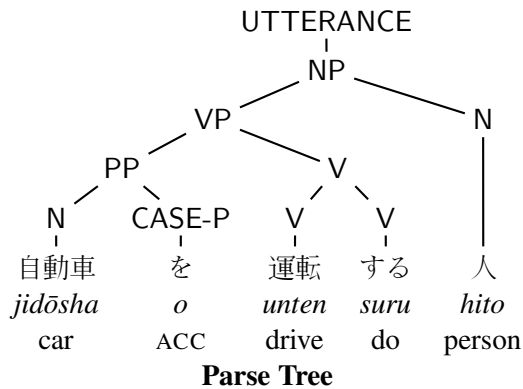 UTTERANCE
NP
VP N
PP V
N CASE-P V V
自動車 を 運転 する 人
jidōsha o unten suru hito
car ACC drive do person
Parse Tree